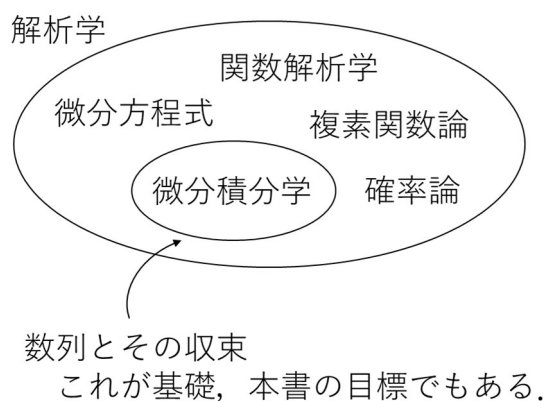 解析学
関数解析学
微分方程式
複素関数論
微分積分学
確率論
数列とその収束
これが基礎，本書の目標でもある．